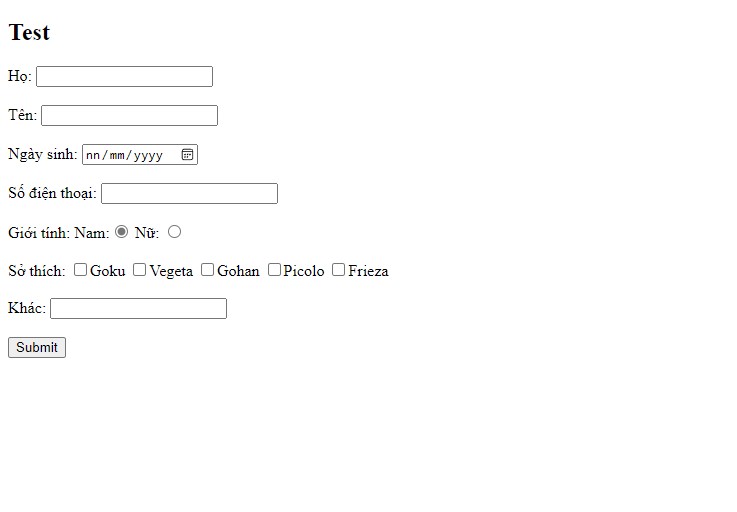 Test
Họ:
Tên:
Ngày sinh: nn/mm/yyyy
Số điện thoại:
Giới tính: Nam: Nữ:
Sở thích: Goku Vegeta Gohan Picolo Frieza
Khác:
Submit